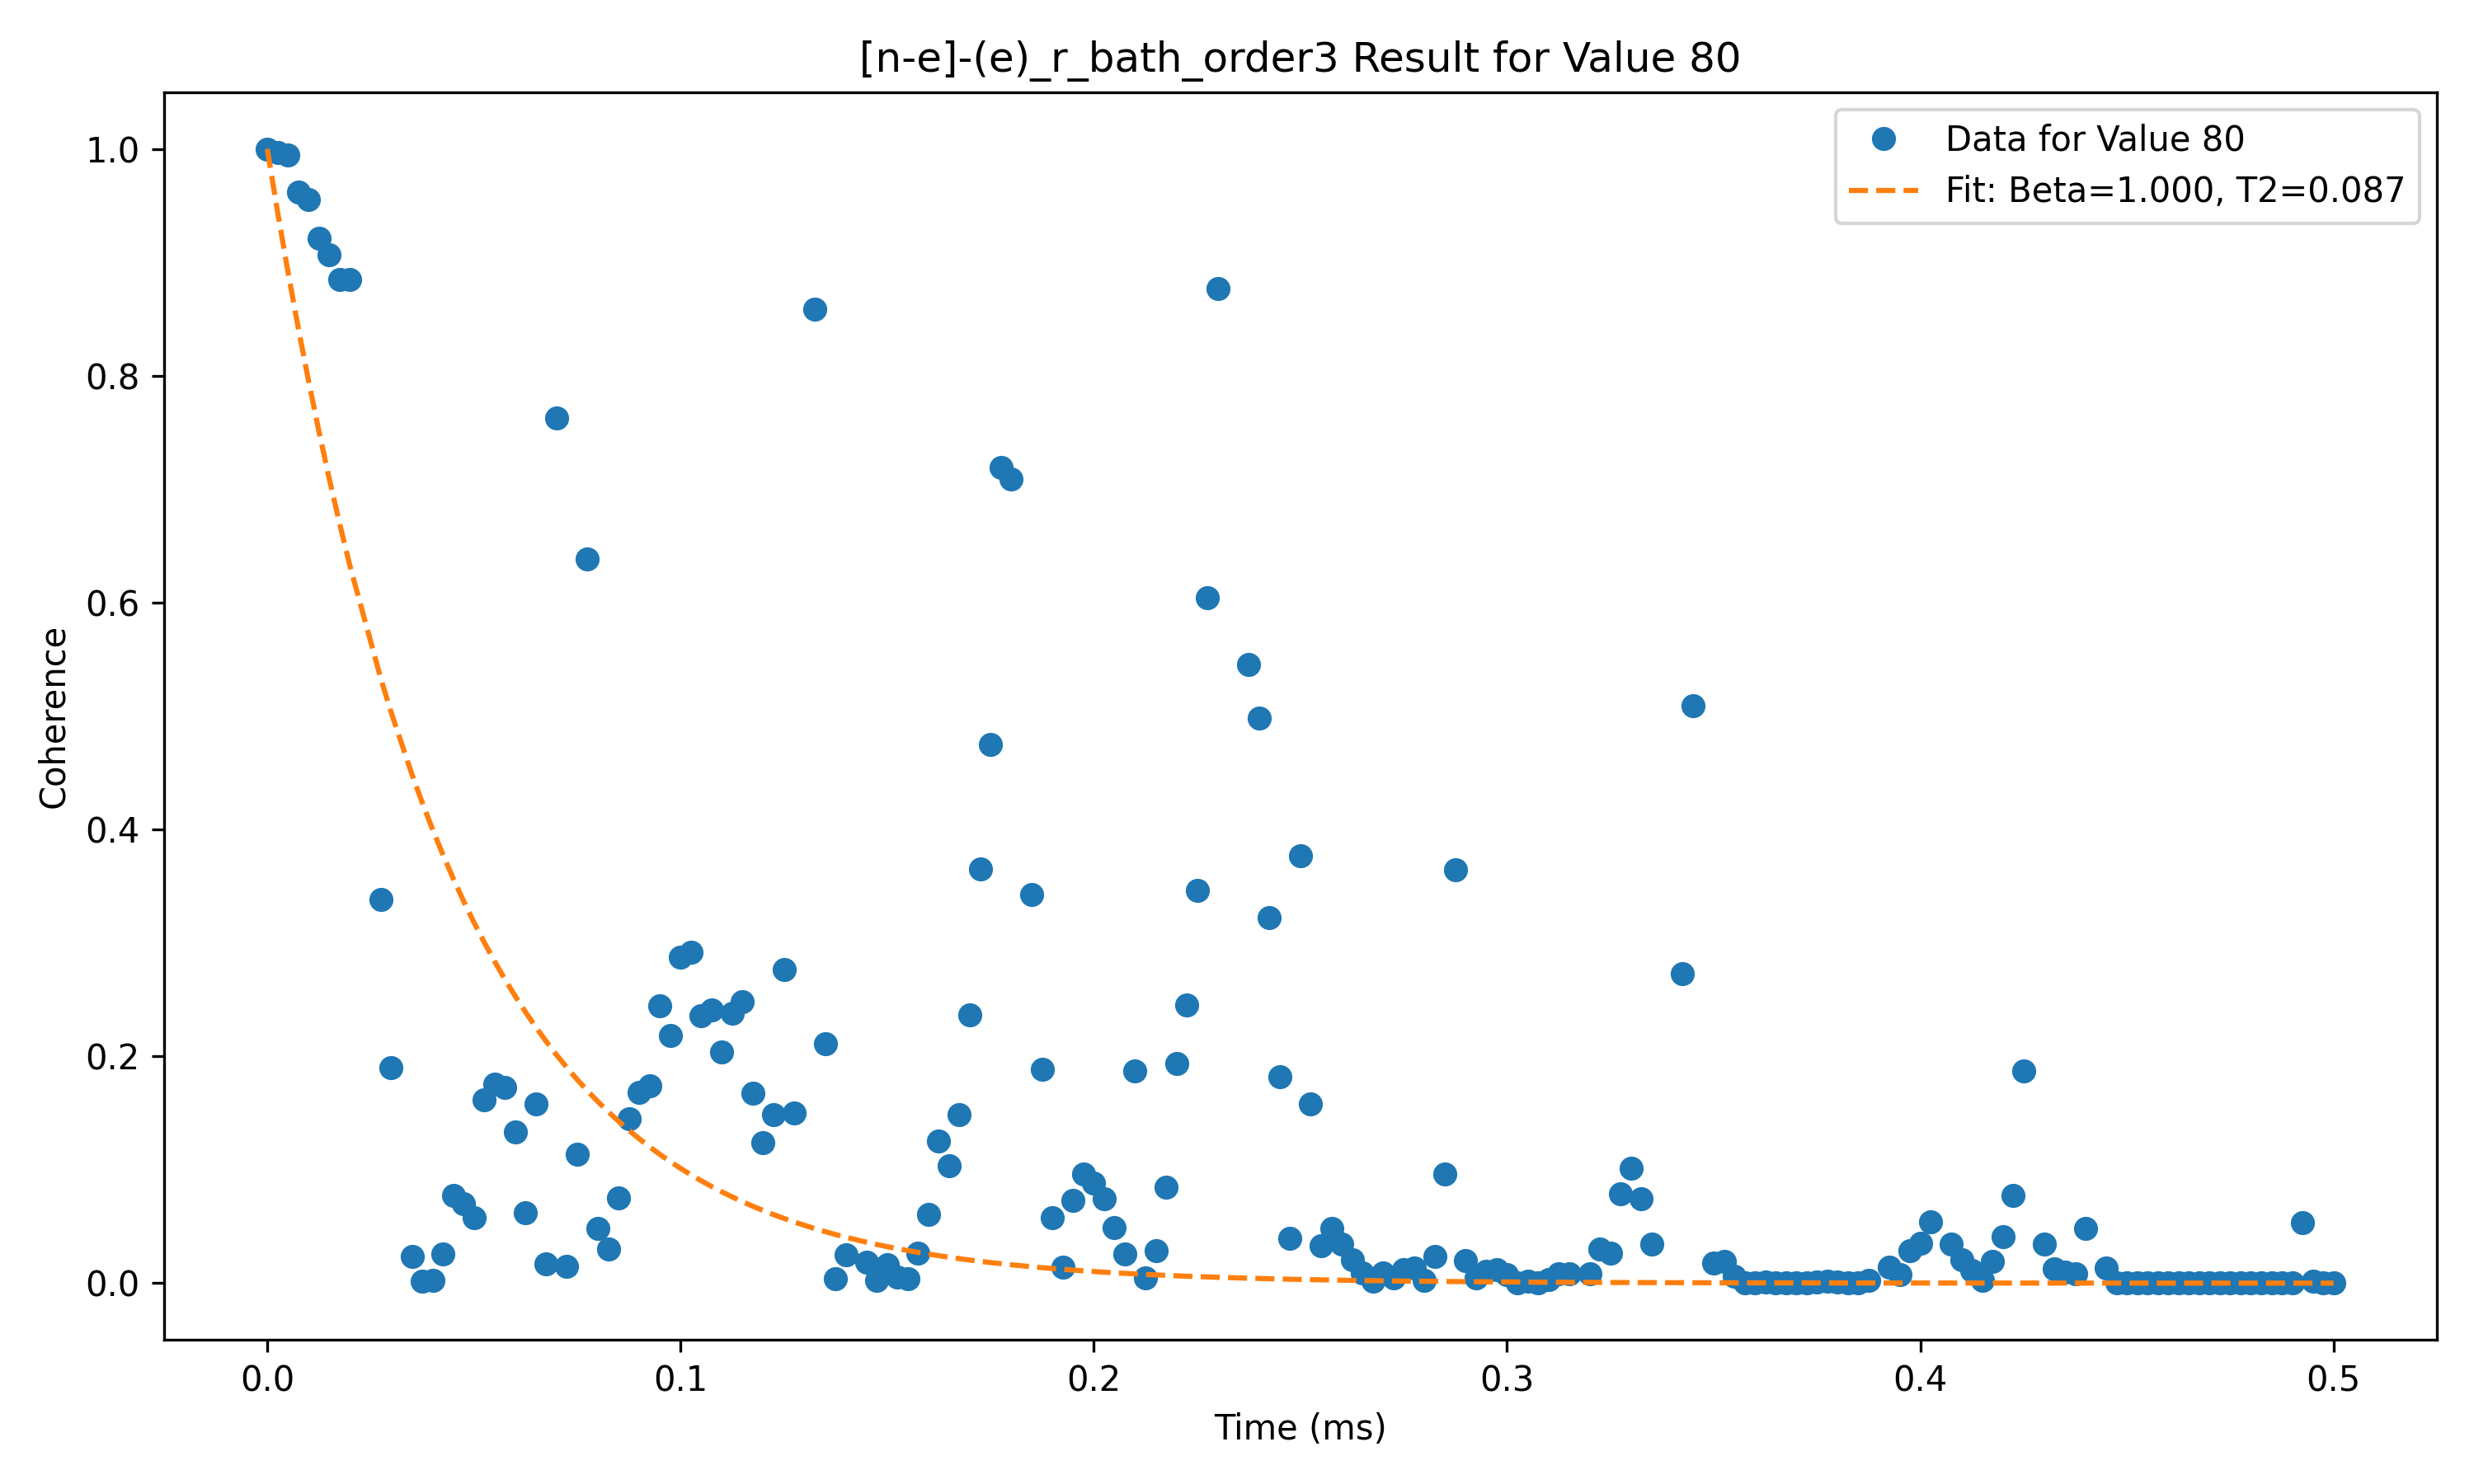 [n-e]-(e)_r_bath_order3 Result for Value 80
Data for Value 80
Fit: Beta=1.000, T2=0.087
Coherence
1.0
0.8
0.6
0.4
0.2
0.0
0.0 0.1 0.2 0.3 0.4 0.5
Time (ms)